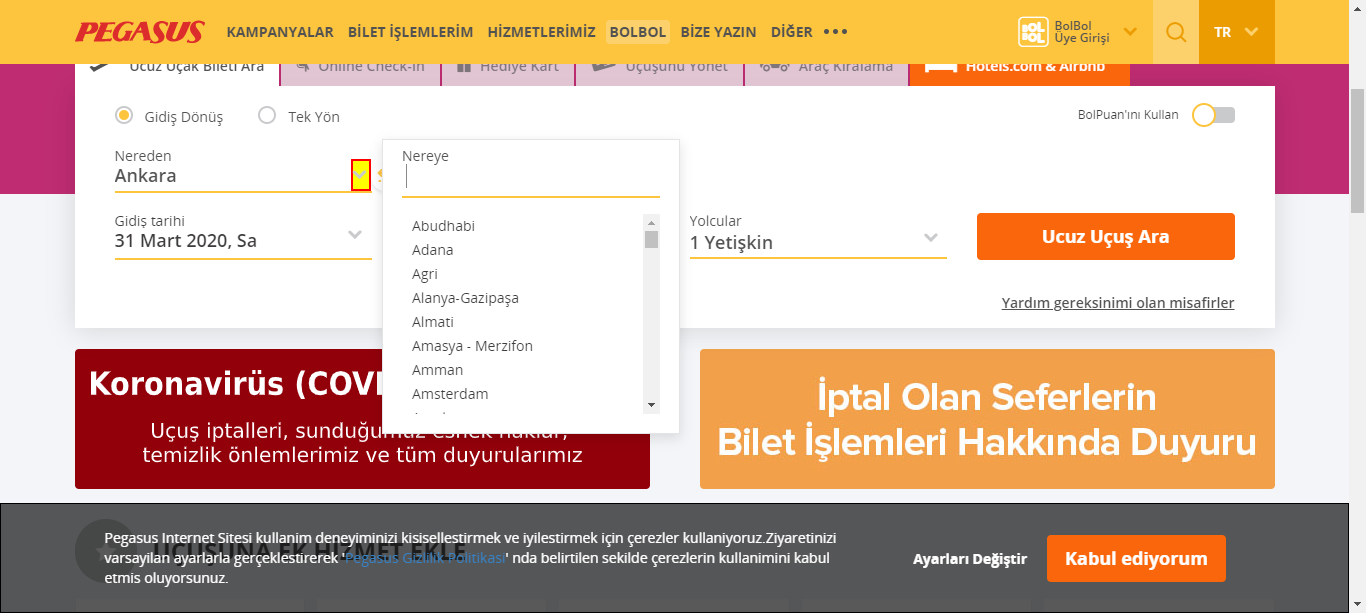 PEGASUS KAMPANYALAR BİLET İŞLEMLERİM HİZMETLERİMİZ BOLBOL BİZE YAZIN DİĞER •••
BOL BOL
BolBol
Üye Girişi
TR
Ucuz Uçak Bileti Ara
Online Check-in
Hediye Kart
Uçuşunu Yönet
Araç Kiralama
Hotels.com & Airbnb
Gidiş Dönüş
Tek Yön
BolPuan'ını Kullan
Nereden
Ankara
Nereye
Gidiş tarihi
31 Mart 2020, Sa
Abudhabi
Adana
Agri
Alanya-Gazipaşa
Almati
Amasya - Merzifon
Amman
Amsterdam
Yolcular
1 Yetişkin
Ucuz Uçuş Ara
Yardım gereksinimi olan misafirler
Koronavirüs (COVI
Uçuş iptalleri, sunduğumuz esnek haklar,
temizlik önlemlerimiz ve tüm duyurularımız
İptal Olan Seferlerin
Bilet İşlemleri Hakkında Duyuru
UÇUŞUNA EK HİZMET EKLE
Pegasus Internet Sitesi kullanim deneyiminizi kisisellestirmek ve iyilestirmek için çerezler kullaniyoruz.Ziyaretinizi
varsayilan ayarlarla gerçeklestirerek 'Pegasus Gizlilik Politikasi' nda belirtilen sekilde çerezlerin kullanimini kabul
etmis oluyorsunuz.
Ayarları Değiştir
Kabul ediyorum